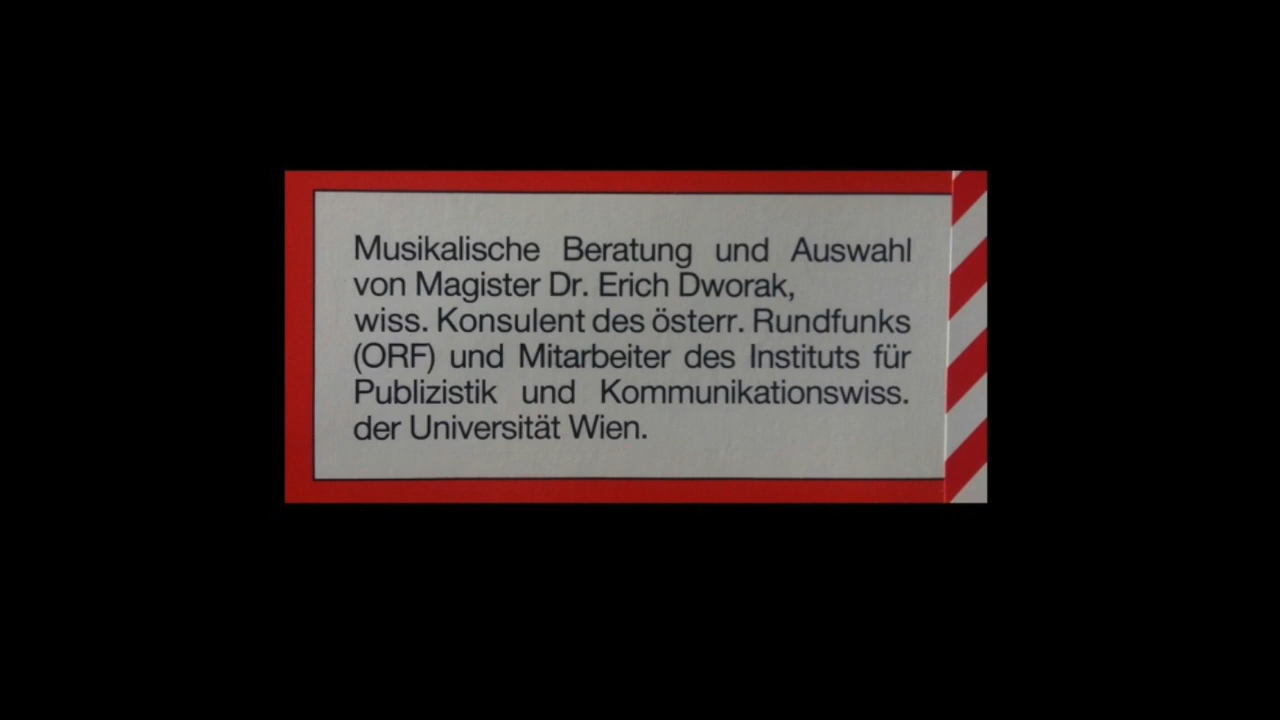 Musikalische Beratung und Auswahl
von Magister Dr. Erich Dworak,
wiss. Konsulent des österr. Rundfunks
(ORF) und Mitarbeiter des Instituts für
Publizistik und Kommunikationswiss.
der Universität Wien.